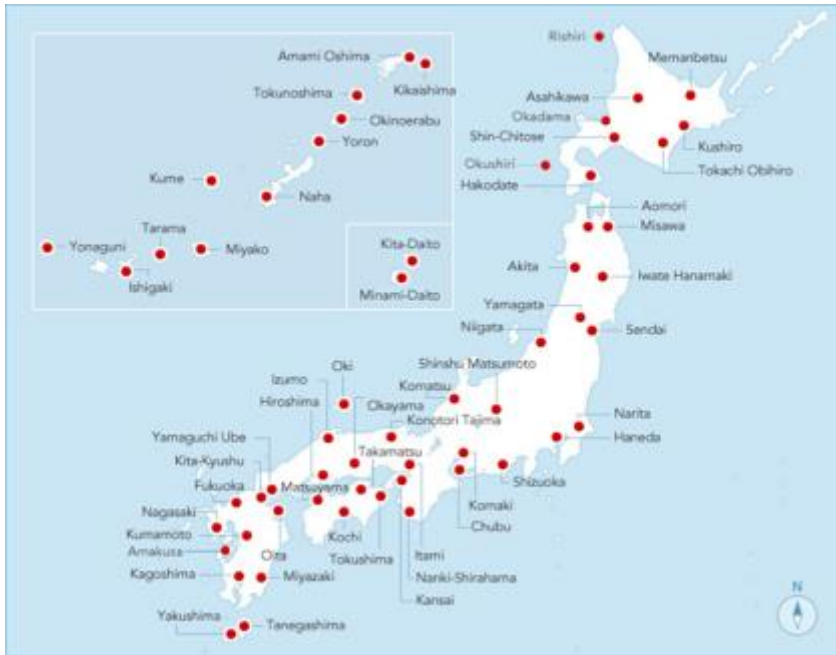 Amami Oshima
Kikaishima
Tokunoshima
Okinoerabu
Yoron
Kume
Naha
Tarama
Yonaguni
Miyako
Ishigaki
Kita-Daito
Minami-Daito
Rishiri
Memanbetsu
Asahikawa
Okadama
Shin-Chitose
Kushiro
Okushiri
Tokachi Obihiro
Hakodate
Aomori
Misawa
Akita
Iwate Hanamaki
Yamagata
Niigata
Sendai
Shinshu Matsumoto
Oki
Izumo
Komatsu
Hiroshima
Okayama
Konotori Tajima
Narita
Yamaguchi Ube
Haneda
Takamatsu
Kita-Kyushu
Fukuoka
Matsuyama
Shizuoka
Nagasaki
Komaki
Chubu
Kumamoto
Kochi
Amakusa
Oita
Tokushima
Itami
Kagoshima
Miyazaki
Nanki-Shirahama
Kansai
Yakushima
Tanegashima
N